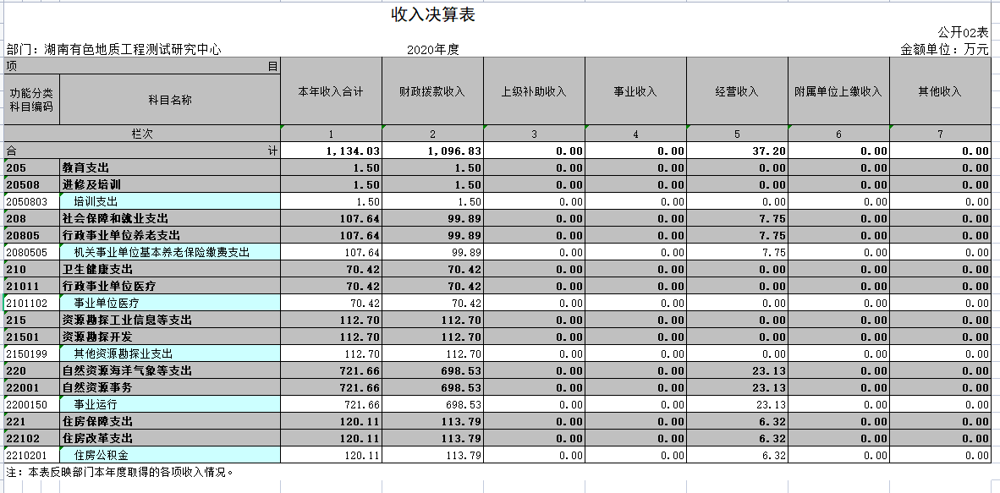 收入决算表
公开02表
部门：湖南有色地质工程测试研究中心 2020年度 金额单位：万元
项 目 本年收入合计 财政拨款收入 上级补助收入 事业收入 经营收入 附属单位上缴收入 其他收入
功能分类科目编码 科目名称
栏次 1 2 3 4 5 6 7
合 计 1,134.03 1,096.83 0.00 0.00 37.20 0.00 0.00
205 教育支出 1.50 1.50 0.00 0.00 0.00 0.00 0.00
20508 进修及培训 1.50 1.50 0.00 0.00 0.00 0.00 0.00
2050803 培训支出 1.50 1.50 0.00 0.00 0.00 0.00 0.00
208 社会保障和就业支出 107.64 99.89 0.00 0.00 7.75 0.00 0.00
20805 行政事业单位养老支出 107.64 99.89 0.00 0.00 7.75 0.00 0.00
2080505 机关事业单位基本养老保险缴费支出 107.64 99.89 0.00 0.00 7.75 0.00 0.00
210 卫生健康支出 70.42 70.42 0.00 0.00 0.00 0.00 0.00
21011 行政事业单位医疗 70.42 70.42 0.00 0.00 0.00 0.00 0.00
2101102 事业单位医疗 70.42 70.42 0.00 0.00 0.00 0.00 0.00
215 资源勘探工业信息等支出 112.70 112.70 0.00 0.00 0.00 0.00 0.00
21501 资源勘探开发 112.70 112.70 0.00 0.00 0.00 0.00 0.00
2150199 其他资源勘探业支出 112.70 112.70 0.00 0.00 0.00 0.00 0.00
220 自然资源海洋气象等支出 721.66 698.53 0.00 0.00 23.13 0.00 0.00
22001 自然资源事务 721.66 698.53 0.00 0.00 23.13 0.00 0.00
2200150 事业运行 721.66 698.53 0.00 0.00 23.13 0.00 0.00
221 住房保障支出 120.11 113.79 0.00 0.00 6.32 0.00 0.00
22102 住房改革支出 120.11 113.79 0.00 0.00 6.32 0.00 0.00
2210201 住房公积金 120.11 113.79 0.00 0.00 6.32 0.00 0.00
注：本表反映部门本年度取得的各项收入情况。